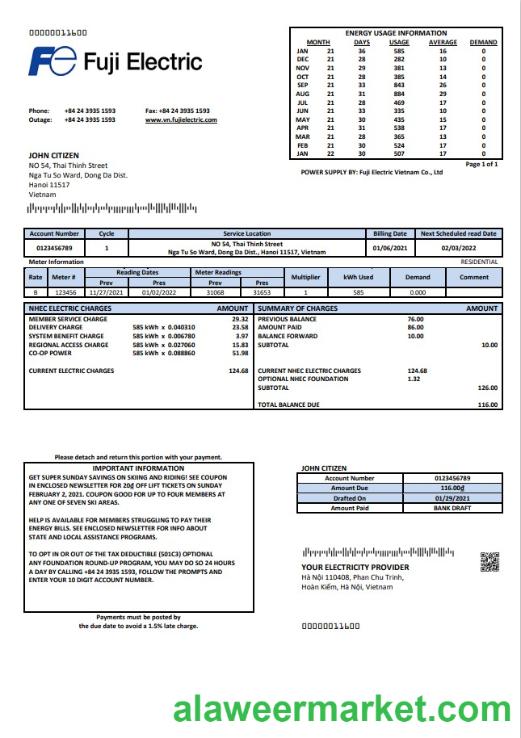 00000011600
Fe Fuji Electric
Phone: +84 24 3935 1593 Fax: +84 24 3935 1593
Outage: +84 24 3935 1593 www.vn.fujielectric.com
JOHN CITIZEN
NO 54, Thai Thinh Street
Nga Tu So Ward, Dong Da Dist.
Hanoi 11517
Vietnam
ENERGY USAGE INFORMATION
MONTH DAYS USAGE AVERAGE DEMAND
JAN 21 36 585 16 0
DEC 21 28 282 10 0
NOV 21 29 381 13 0
OCT 21 28 385 14 0
SEP 21 33 843 26 0
AUG 21 31 884 29 0
JUL 21 28 469 17 0
JUN 21 33 335 10 0
MAY 21 30 435 15 0
APR 21 31 538 17 0
MAR 21 28 365 13 0
FEB 21 30 524 17 0
JAN 22 30 507 17 0
Page 1 of 1
POWER SUPPLY BY: Fuji Electric Vietnam Co., Ltd
Account Number Cycle Service Location Billing Date Next Scheduled read Date
0123456789 1 NO 54, Thai Thinh Street 01/06/2021 02/03/2022
Nga Tu So Ward, Dong Da Dist., Hanoi 11517, Vietnam
Meter Information RESIDENTIAL
Rate Meter # Reading Dates Meter Readings Multiplier kWh Used Demand Comment
Prev Pres Prev Pres
B 123456 11/27/2021 01/02/2022 31068 31653 1 585 0.000
NHEC ELECTRIC CHARGES AMOUNT
MEMBER SERVICE CHARGE 29.32
DELIVERY CHARGE 585 kWh x 0.040310 23.58
SYSTEM BENEFIT CHARGE 585 kWh x 0.006780 3.97
REGIONAL ACCESS CHARGE 585 kWh x 0.027060 15.83
CO-OP POWER 585 kWh x 0.088860 51.98
CURRENT ELECTRIC CHARGES 124.68
SUMMARY OF CHARGES AMOUNT
PREVIOUS BALANCE 76.00
AMOUNT PAID 86.00
BALANCE FORWARD 10.00
SUBTOTAL 10.00
CURRENT NHEC ELECTRIC CHARGES 124.68
OPTIONAL NHEC FOUNDATION 1.32
SUBTOTAL 126.00
TOTAL BALANCE DUE 116.00
Please detach and return this portion with your payment.
IMPORTANT INFORMATION
GET SUPER SUNDAY SAVINGS ON SKIING AND RIDING! SEE COUPON
IN ENCLOSED NEWSLETTER FOR 20₫ OFF LIFT TICKETS ON SUNDAY
FEBRUARY 2, 2021. COUPON GOOD FOR UP TO FOUR MEMBERS AT
ANY ONE OF SEVEN SKI AREAS.
HELP IS AVAILABLE FOR MEMBERS STRUGGLING TO PAY THEIR
ENERGY BILLS. SEE ENCLOSED NEWSLETTER FOR INFO ABOUT
STATE AND LOCAL ASSISTANCE PROGRAMS.
TO OPT IN OR OUT OF THE TAX DEDUCTIBLE (501C3) OPTIONAL
ANY FOUNDATION ROUND-UP PROGRAM, YOU MAY DO SO 24 HOURS
A DAY BY CALLING +84 24 3935 1593, FOLLOW THE PROMPTS AND
ENTER YOUR 10 DIGIT ACCOUNT NUMBER.
Payments must be posted by
the due date to avoid a 1.5% late charge.
JOHN CITIZEN
Account Number 0123456789
Amount Due 116.00₫
Drafted On 01/29/2021
Amount Paid BANK DRAFT
YOUR ELECTRICITY PROVIDER
Hà Nội 110408, Phan Chu Trinh,
Hoàn Kiếm, Hà Nội, Vietnam
00000011600
alaweermarket.com